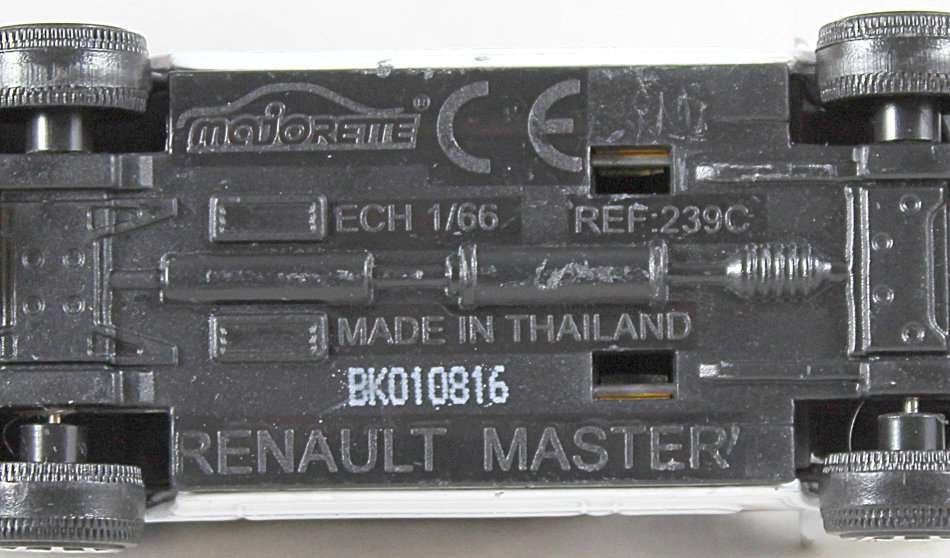 majORETTE® CE
ECH 1/66 REF:239C
MADE IN THAILAND
BK010816
RENAULT MASTER'